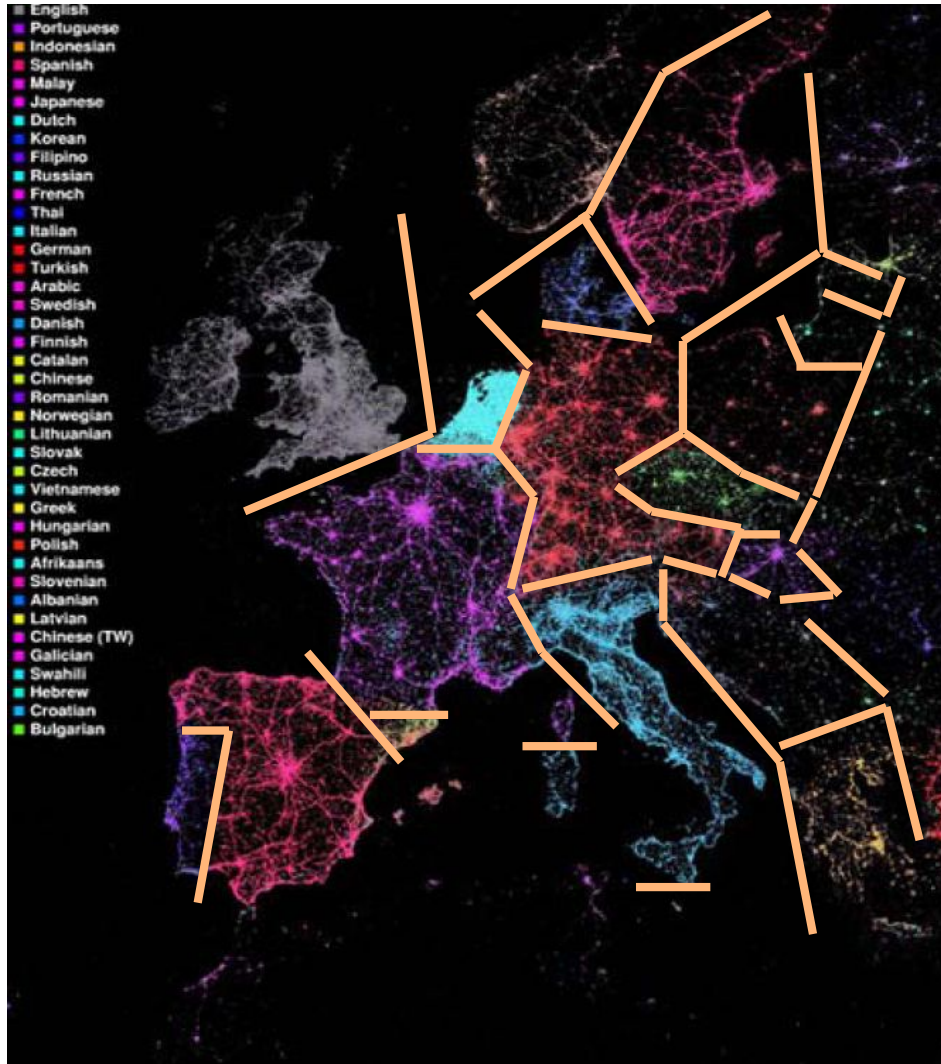 English
Portuguese
Indonesian
Spanish
Malay
Japanese
Dutch
Korean
Filipino
Russian
French
Thai
Italian
German
Turkish
Arabic
Swedish
Danish
Finnish
Catalan
Chinese
Romanian
Norwegian
Lithuanian
Slovak
Czech
Vietnamese
Greek
Hungarian
Polish
Afrikaans
Slovenian
Albanian
Latvian
Chinese (TW)
Galician
Swahili
Hebrew
Croatian
Bulgarian